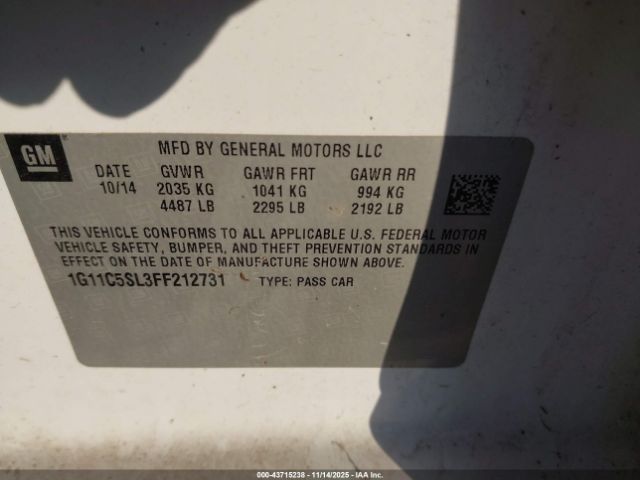 GM
MFD BY GENERAL MOTORS LLC
DATE GVWR GAWR FRT GAWR RR
10/14 2035 KG 1041 KG 994 KG
4487 LB 2295 LB 2192 LB
THIS VEHICLE CONFORMS TO ALL APPLICABLE U.S. FEDERAL MOTOR
VEHICLE SAFETY, BUMPER, AND THEFT PREVENTION STANDARDS IN
EFFECT ON THE DATE OF MANUFACTURE SHOWN ABOVE.
1G11C5SL3FF212731 TYPE: PASS CAR
000-43715238 - 11/14/2025 - IAA Inc.